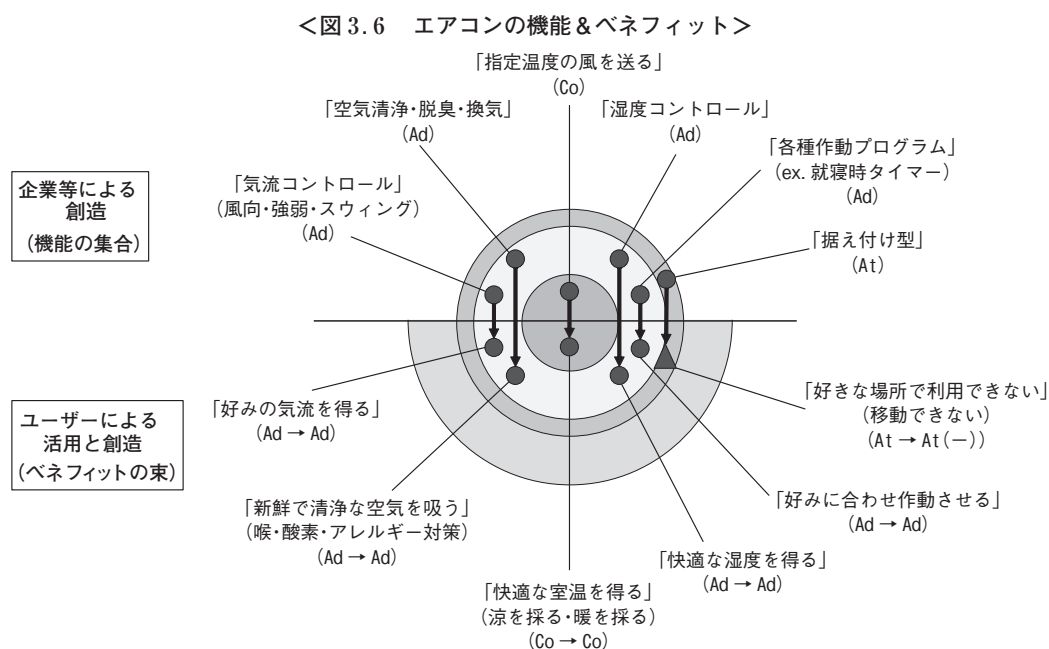 ＜図3.6　エアコンの機能＆ベネフィット＞
「指定温度の風を送る」
(Co)
「空気清浄・脱臭・換気」
(Ad)
「湿度コントロール」
(Ad)
「各種作動プログラム」
(ex. 就寝時タイマー)
(Ad)
「気流コントロール」
(風向・強弱・スウィング)
(Ad)
企業等による
創造
(機能の集合)
「据え付け型」
(At)
「好みの気流を得る」
(Ad → Ad)
「好きな場所で利用できない」
(移動できない)
(At → At(−))
ユーザーによる
活用と創造
(ベネフィットの束)
「新鮮で清浄な空気を吸う」
(喉・酸素・アレルギー対策)
(Ad → Ad)
「好みに合わせ作動させる」
(Ad → Ad)
「快適な湿度を得る」
(Ad → Ad)
「快適な室温を得る」
(涼を採る・暖を採る)
(Co → Co)